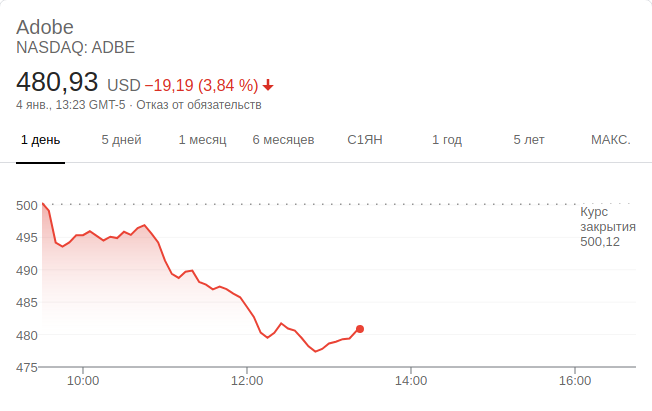 Adobe
NASDAQ: ADBE
480,93 USD −19,19 (3,84 %)
4 янв., 13:23 GMT-5 · Отказ от обязательств
1 день 5 дней 1 месяц 6 месяцев С1ЯН 1 год 5 лет МАКС.
500
Курс
закрытия
500,12
495
490
485
480
475
10:00 12:00 14:00 16:00